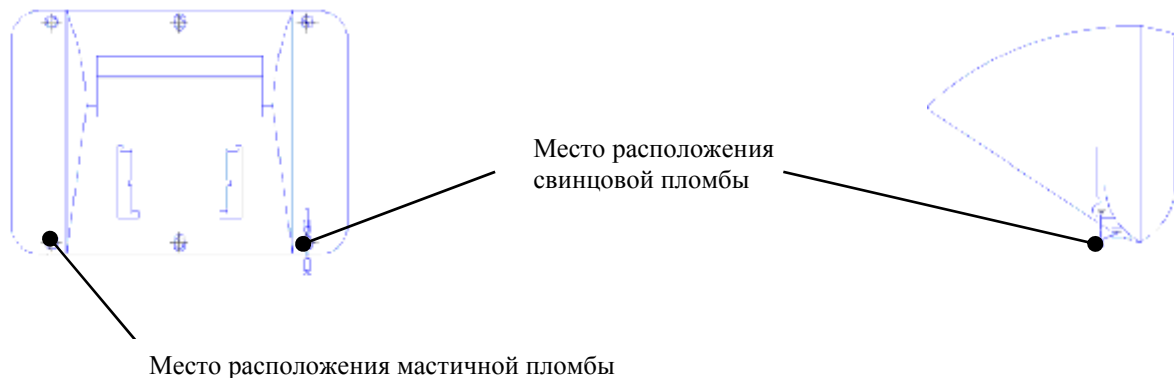 Место расположения
свинцовой пломбы
Место расположения мастичной пломбы